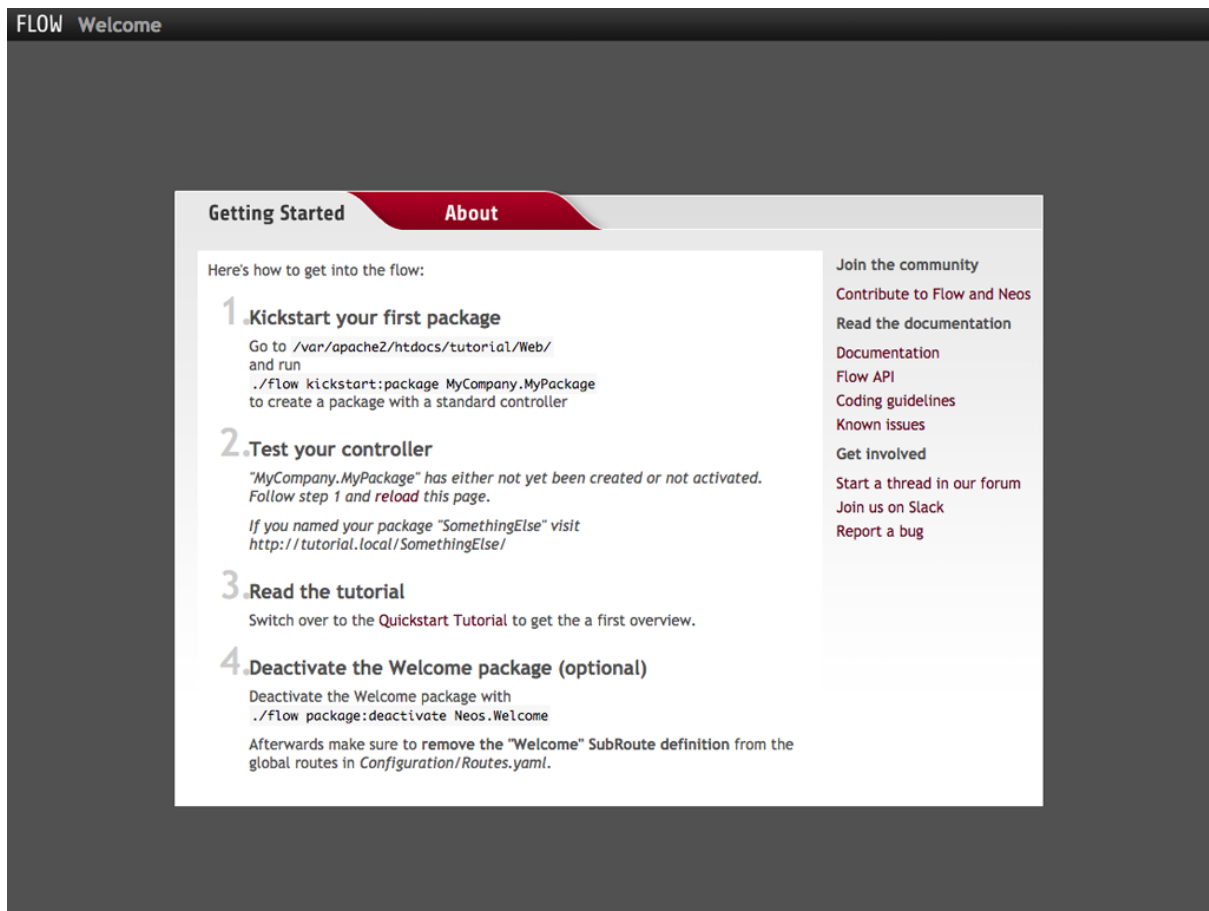 FLOW Welcome
Getting Started
About
Here's how to get into the flow:
1. Kickstart your first package
Go to /var/apache2/htdocs/tutorial/Web/
and run
./flow kickstart:package MyCompany.MyPackage
to create a package with a standard controller
2. Test your controller
"MyCompany.MyPackage" has either not yet been created or not activated.
Follow step 1 and reload this page.
If you named your package "SomethingElse" visit
http://tutorial.local/SomethingElse/
3. Read the tutorial
Switch over to the Quickstart Tutorial to get the a first overview.
4. Deactivate the Welcome package (optional)
Deactivate the Welcome package with
./flow package:deactivate Neos.Welcome
Afterwards make sure to remove the "Welcome" SubRoute definition from the
global routes in Configuration/Routes.yaml.
Join the community
Contribute to Flow and Neos
Read the documentation
Documentation
Flow API
Coding guidelines
Known issues
Get involved
Start a thread in our forum
Join us on Slack
Report a bug